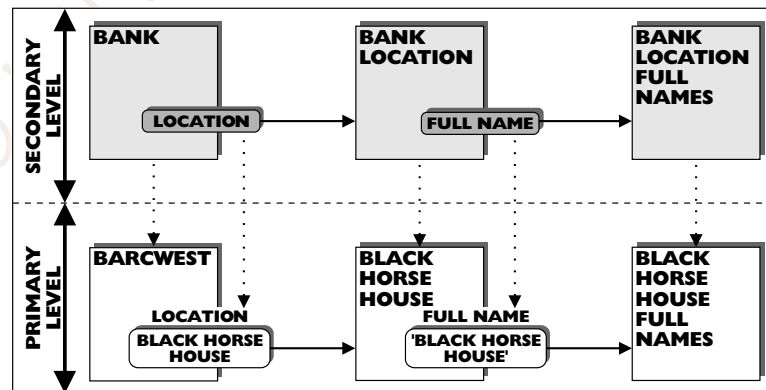 SECONDARY
LEVEL
BANK
LOCATION
BANK
LOCATION
FULL NAME
BANK
LOCATION
FULL
NAMES
PRIMARY
LEVEL
BARCWEST
LOCATION
BLACK HORSE
HOUSE
BLACK
HORSE
HOUSE
FULL NAME
'BLACK HORSE
HOUSE'
BLACK
HORSE
HOUSE
FULL
NAMES